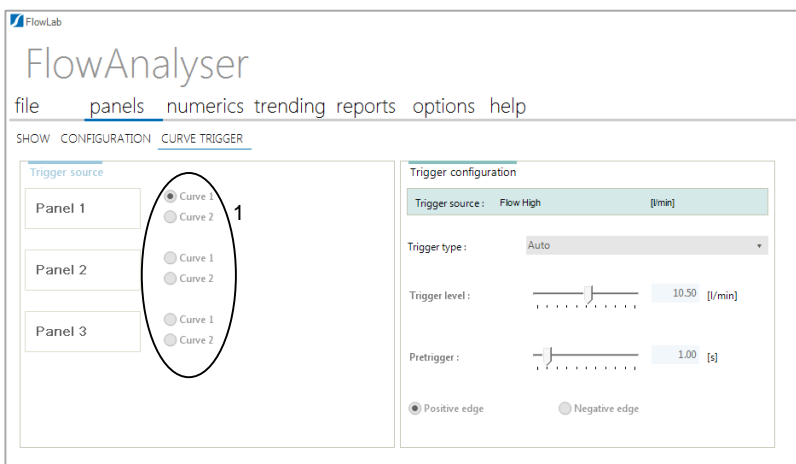 FlowLab
FlowAnalyser
file panels numerics trending reports options help
SHOW CONFIGURATION CURVE TRIGGER
Trigger source
Panel 1
Curve 1
Curve 2
1
Panel 2
Curve 1
Curve 2
Panel 3
Curve 1
Curve 2
Trigger configuration
Trigger source : Flow High [l/min]
Trigger type : Auto
Trigger level : 10.50 [l/min]
Pretrigger : 1.00 [s]
Positive edge Negative edge